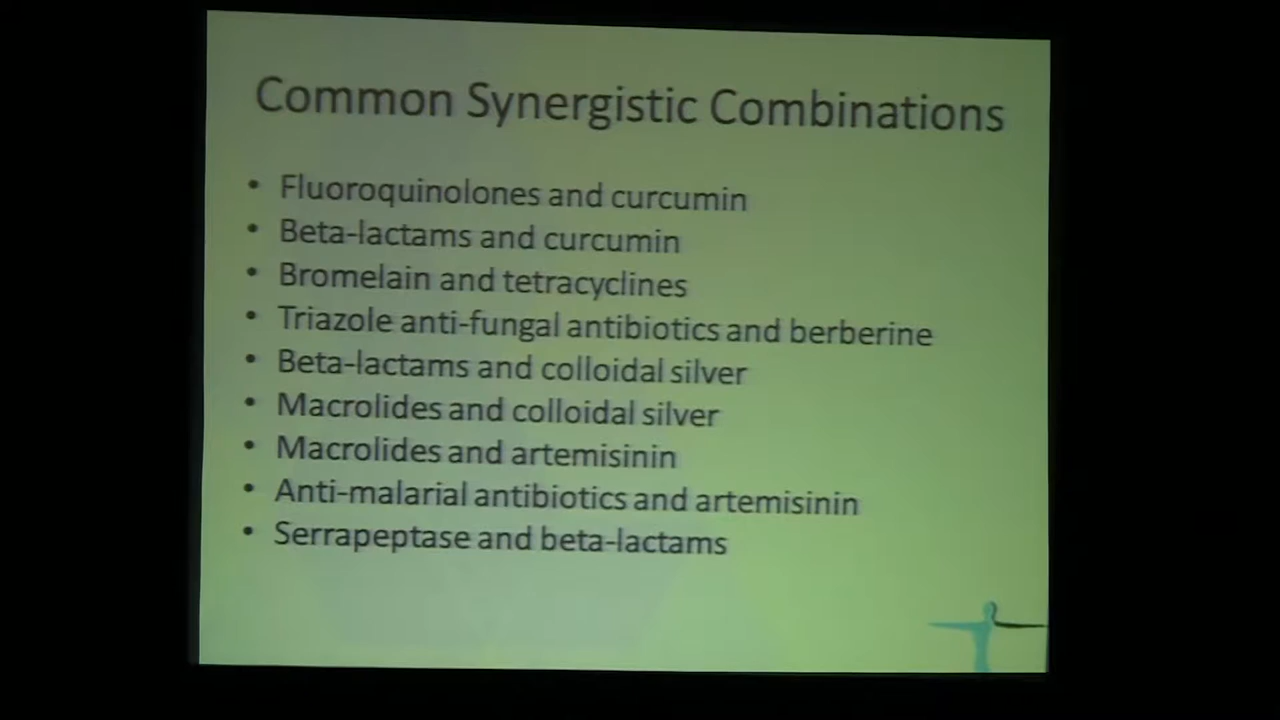 Common Synergistic Combinations
• Fluoroquinolones and curcumin
• Beta-lactams and curcumin
• Bromelain and tetracyclines
• Triazole anti-fungal antibiotics and berberine
• Beta-lactams and colloidal silver
• Macrolides and colloidal silver
• Macrolides and artemisinin
• Anti-malarial antibiotics and artemisinin
• Serrapeptase and beta-lactams